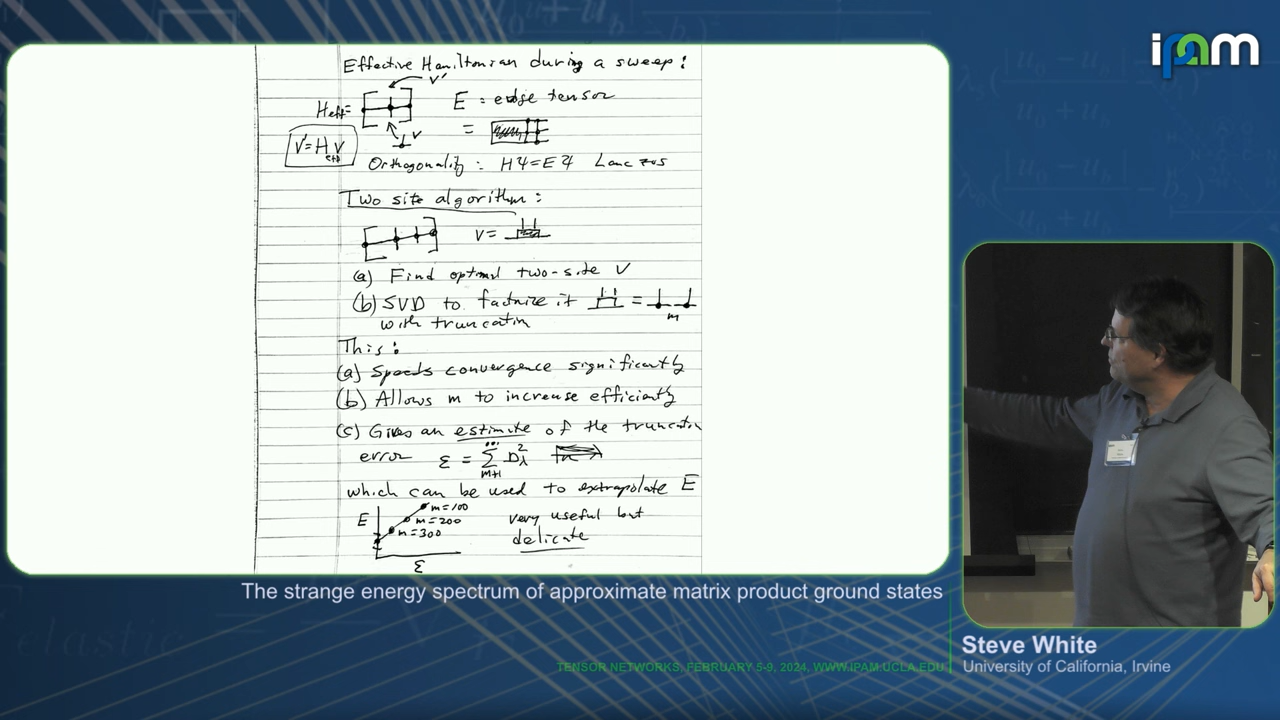 ipam
Effective Hamiltonian during a sweep:
V'
Heff =
E : edge tensor
V
=
V' = Heff V
Orthogonality : Hψ = Eψ Lanczos
Two site algorithm:
V =
(a) Find optimal two-site V
(b) SVD to factorize it =
m
with truncation
This:
(a) Speeds convergence significantly
(b) Allows m to increase efficiently
(c) Gives an estimate of the truncation
error ε = Σ Dλ²
m+1
which can be used to extrapolate E
E
m=100
m=200
m=300
very useful but
delicate
ε
The strange energy spectrum of approximate matrix product ground states
Steve White
University of California, Irvine
TENSOR NETWORKS, FEBRUARY 5-9, 2024, WWW.IPAM.UCLA.EDU